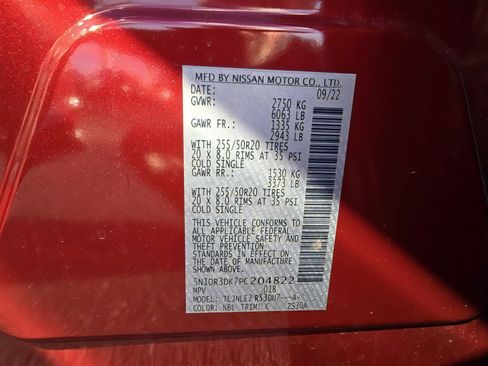 MFD BY NISSAN MOTOR CO., LTD.
DATE: 09/22
GVWR: 2750 KG
6063 LB
GAWR FR.: 1335 KG
2943 LB
WITH 255/50R20 TIRES
20 X 8.0 RIMS AT 35 PSI
COLD SINGLE
GAWR RR.: 1530 KG
3373 LB
WITH 255/50R20 TIRES
20 X 8.0 RIMS AT 35 PSI
COLD SINGLE
THIS VEHICLE CONFORMS TO
ALL APPLICABLE FEDERAL
MOTOR VEHICLE SAFETY AND
THEFT PREVENTION
STANDARDS IN EFFECT ON
THE DATE OF MANUFACTURE
SHOWN ABOVE.
5N1DR3DK7PC204822
MPV 018
MODEL: TLJNLEZ R53DU7---A-
COLOR: NBL TRIM: C